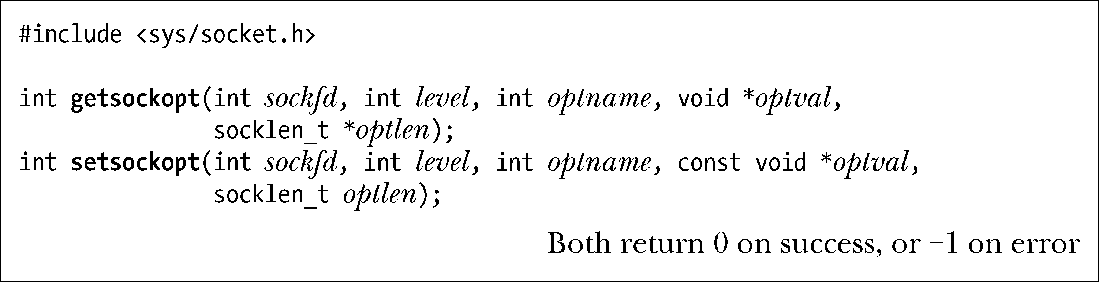 #include <sys/socket.h>
int getsockopt(int sockfd, int level, int optname, void *optval,
socklen_t *optlen);
int setsockopt(int sockfd, int level, int optname, const void *optval,
socklen_t optlen);
Both return 0 on success, or –1 on error